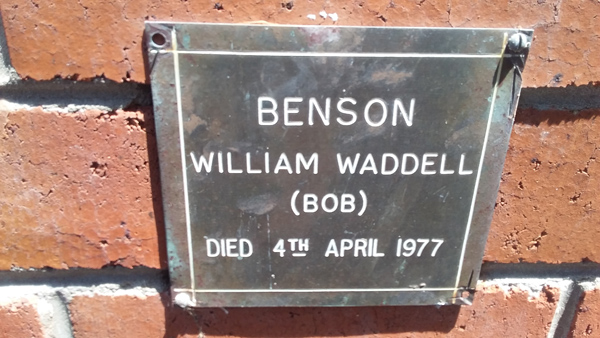 BENSON
WILLIAM WADDELL
(BOB)
DIED 4TH APRIL 1977